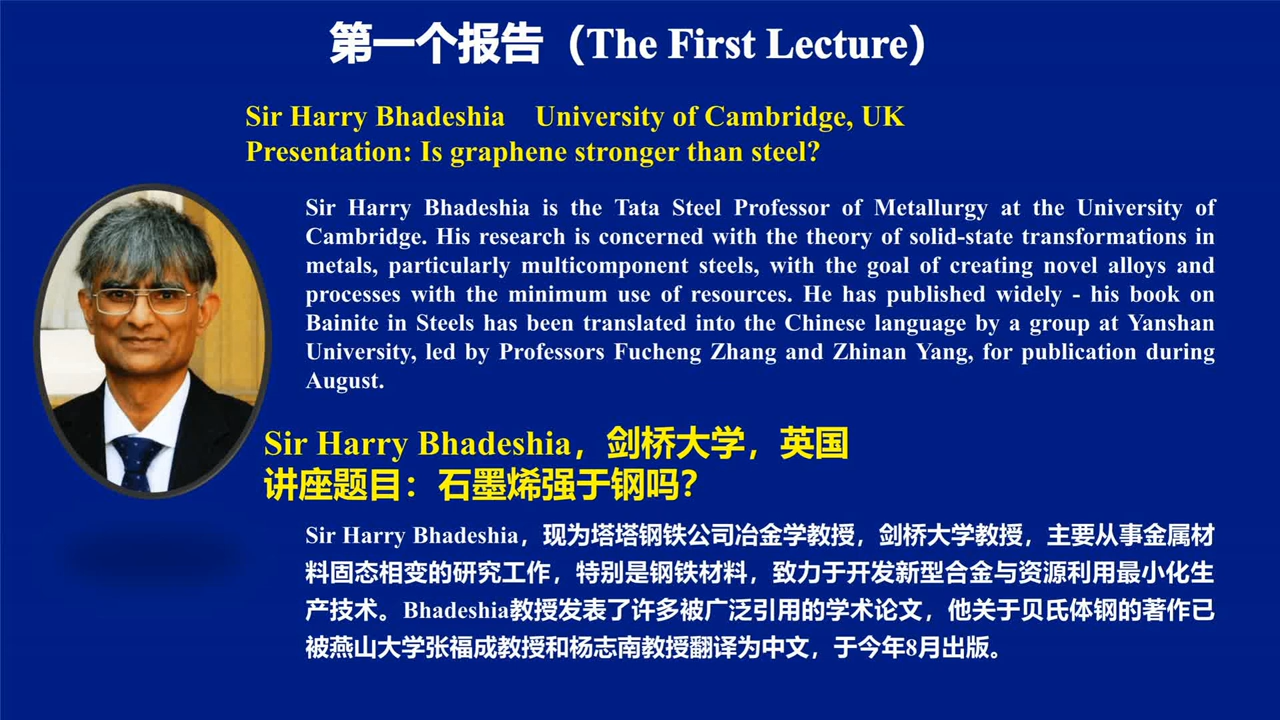 第一个报告（The First Lecture）
Sir Harry Bhadeshia University of Cambridge, UK
Presentation: Is graphene stronger than steel?
Sir Harry Bhadeshia is the Tata Steel Professor of Metallurgy at the University of
Cambridge. His research is concerned with the theory of solid-state transformations in
metals, particularly multicomponent steels, with the goal of creating novel alloys and
processes with the minimum use of resources. He has published widely - his book on
Bainite in Steels has been translated into the Chinese language by a group at Yanshan
University, led by Professors Fucheng Zhang and Zhinan Yang, for publication during
August.
Sir Harry Bhadeshia，剑桥大学，英国
讲座题目：石墨烯强于钢吗？
Sir Harry Bhadeshia，现为塔塔钢铁公司冶金学教授，剑桥大学教授，主要从事金属材
料固态相变的研究工作，特别是钢铁材料，致力于开发新型合金与资源利用最小化生
产技术。Bhadeshia教授发表了许多被广泛引用的学术论文，他关于贝氏体钢的著作已
被燕山大学张福成教授和杨志南教授翻译为中文，于今年8月出版。